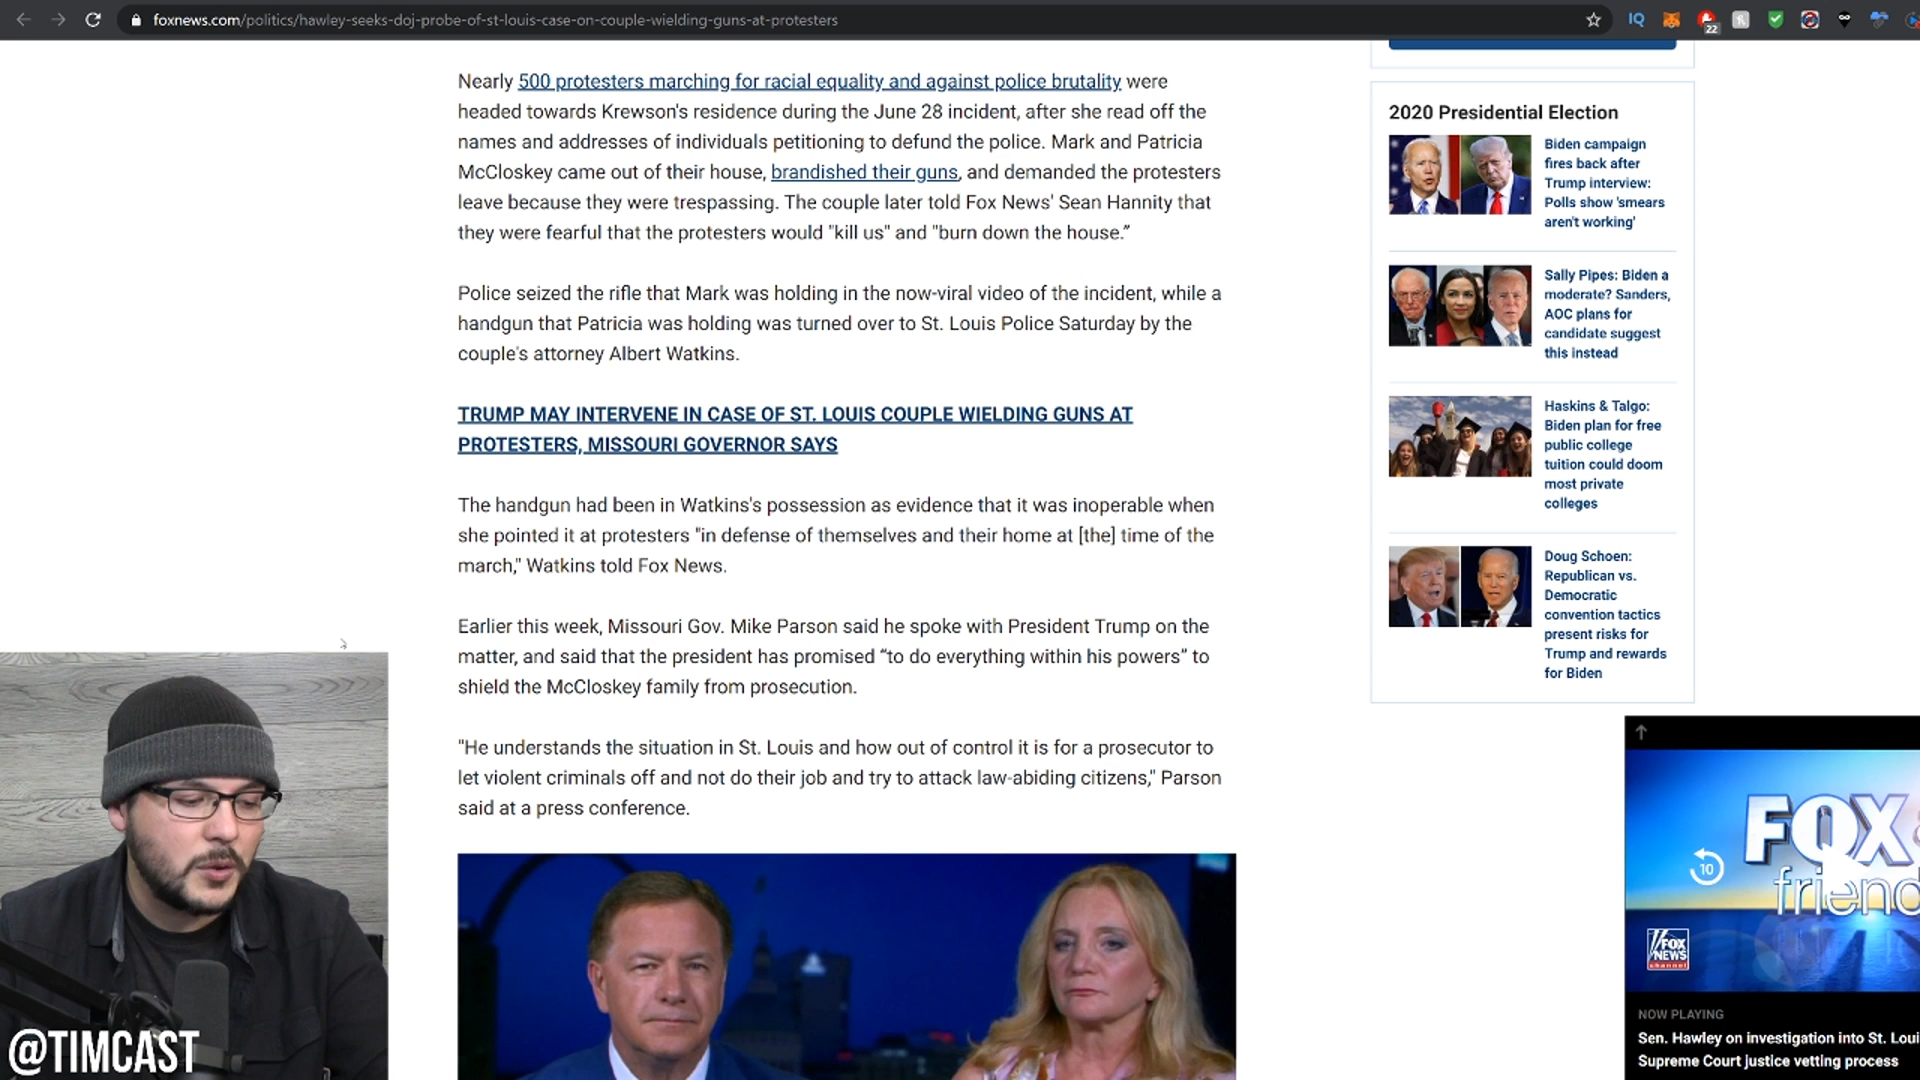 foxnews.com/politics/hawley-seeks-doj-probe-of-st-louis-case-on-couple-wielding-guns-at-protesters
IQ
22
Nearly 500 protesters marching for racial equality and against police brutality were
headed towards Krewson's residence during the June 28 incident, after she read off the
names and addresses of individuals petitioning to defund the police. Mark and Patricia
McCloskey came out of their house, brandished their guns, and demanded the protesters
leave because they were trespassing. The couple later told Fox News' Sean Hannity that
they were fearful that the protesters would "kill us" and "burn down the house.”
Police seized the rifle that Mark was holding in the now-viral video of the incident, while a
handgun that Patricia was holding was turned over to St. Louis Police Saturday by the
couple's attorney Albert Watkins.
TRUMP MAY INTERVENE IN CASE OF ST. LOUIS COUPLE WIELDING GUNS AT
PROTESTERS, MISSOURI GOVERNOR SAYS
The handgun had been in Watkins's possession as evidence that it was inoperable when
she pointed it at protesters "in defense of themselves and their home at [the] time of the
march," Watkins told Fox News.
Earlier this week, Missouri Gov. Mike Parson said he spoke with President Trump on the
matter, and said that the president has promised “to do everything within his powers” to
shield the McCloskey family from prosecution.
"He understands the situation in St. Louis and how out of control it is for a prosecutor to
let violent criminals off and not do their job and try to attack law-abiding citizens," Parson
said at a press conference.
2020 Presidential Election
Biden campaign
fires back after
Trump interview:
Polls show 'smears
aren't working'
Sally Pipes: Biden a
moderate? Sanders,
AOC plans for
candidate suggest
this instead
Haskins & Talgo:
Biden plan for free
public college
tuition could doom
most private
colleges
Doug Schoen:
Republican vs.
Democratic
convention tactics
present risks for
Trump and rewards
for Biden
FOX &
friend
10
FOX
NEWS
channel
NOW PLAYING
Sen. Hawley on investigation into St. Loui
Supreme Court justice vetting process
@TIMCAST